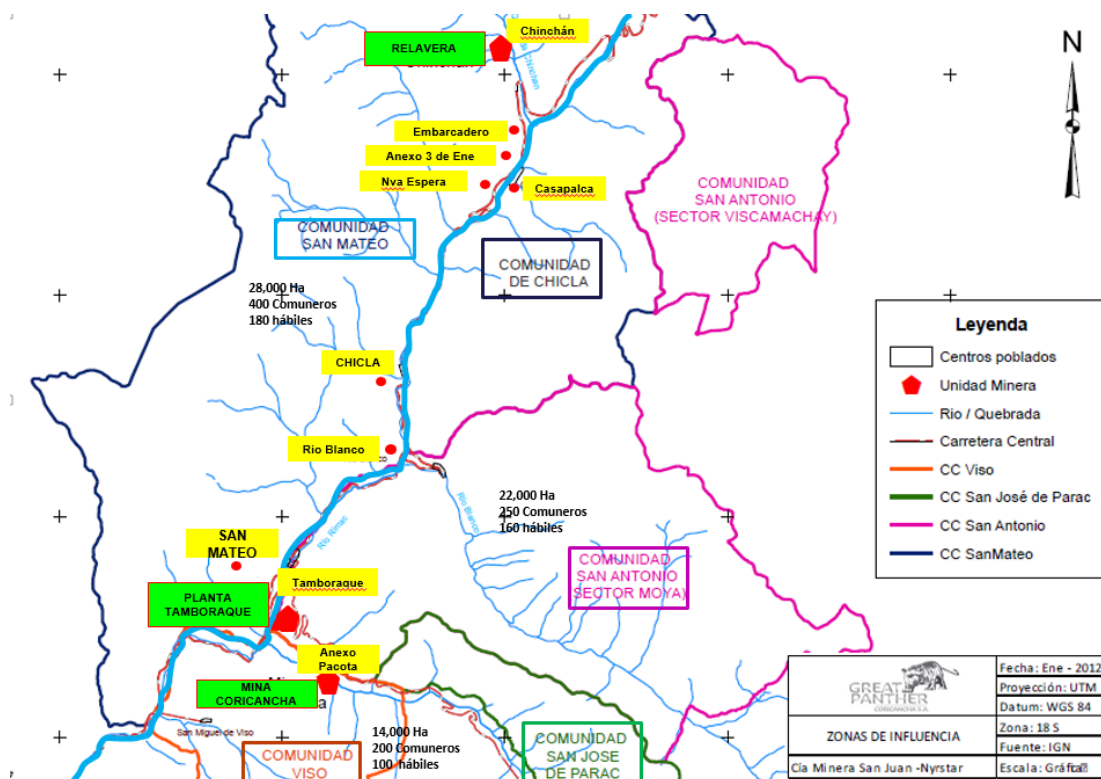 Chinchán
RELAVERA
N
Embarcadero
Anexo 3 de Ene
Nva Espera
Casapalca
COMUNIDAD
SAN ANTONIO
(SECTOR VISCAMACHAY)
COMUNIDAD
SAN MATEO
COMUNIDAD
DE CHICLA
28,000 Ha
400 Comuneros
180 hábiles
CHICLA
Rio Blanco
Río Blanco
22,000 Ha
250 Comuneros
160 hábiles
Río Rimac
SAN
MATEO
COMUNIDAD
SAN ANTONIO
SECTOR MOYA)
Tamboraque
PLANTA
TAMBORAQUE
Anexo
Pacota
MINA
CORICANCHA
San Miguel de Viso
14,000 Ha
200 Comuneros
100 hábiles
COMUNIDAD
VISO
COMUNIDAD
SAN JOSE
DE PARAC
Leyenda
Centros poblados
Unidad Minera
Rio / Quebrada
Carretera Central
CC Viso
CC San José de Parac
CC San Antonio
CC SanMateo
GREAT
PANTHER
CORICANCHA S.A.
ZONAS DE INFLUENCIA
Cía Minera San Juan -Nyrstar
Fecha: Ene - 2012
Proyección: UTM
Datum: WGS 84
Zona: 18 S
Fuente: IGN
Escala: Gráfica